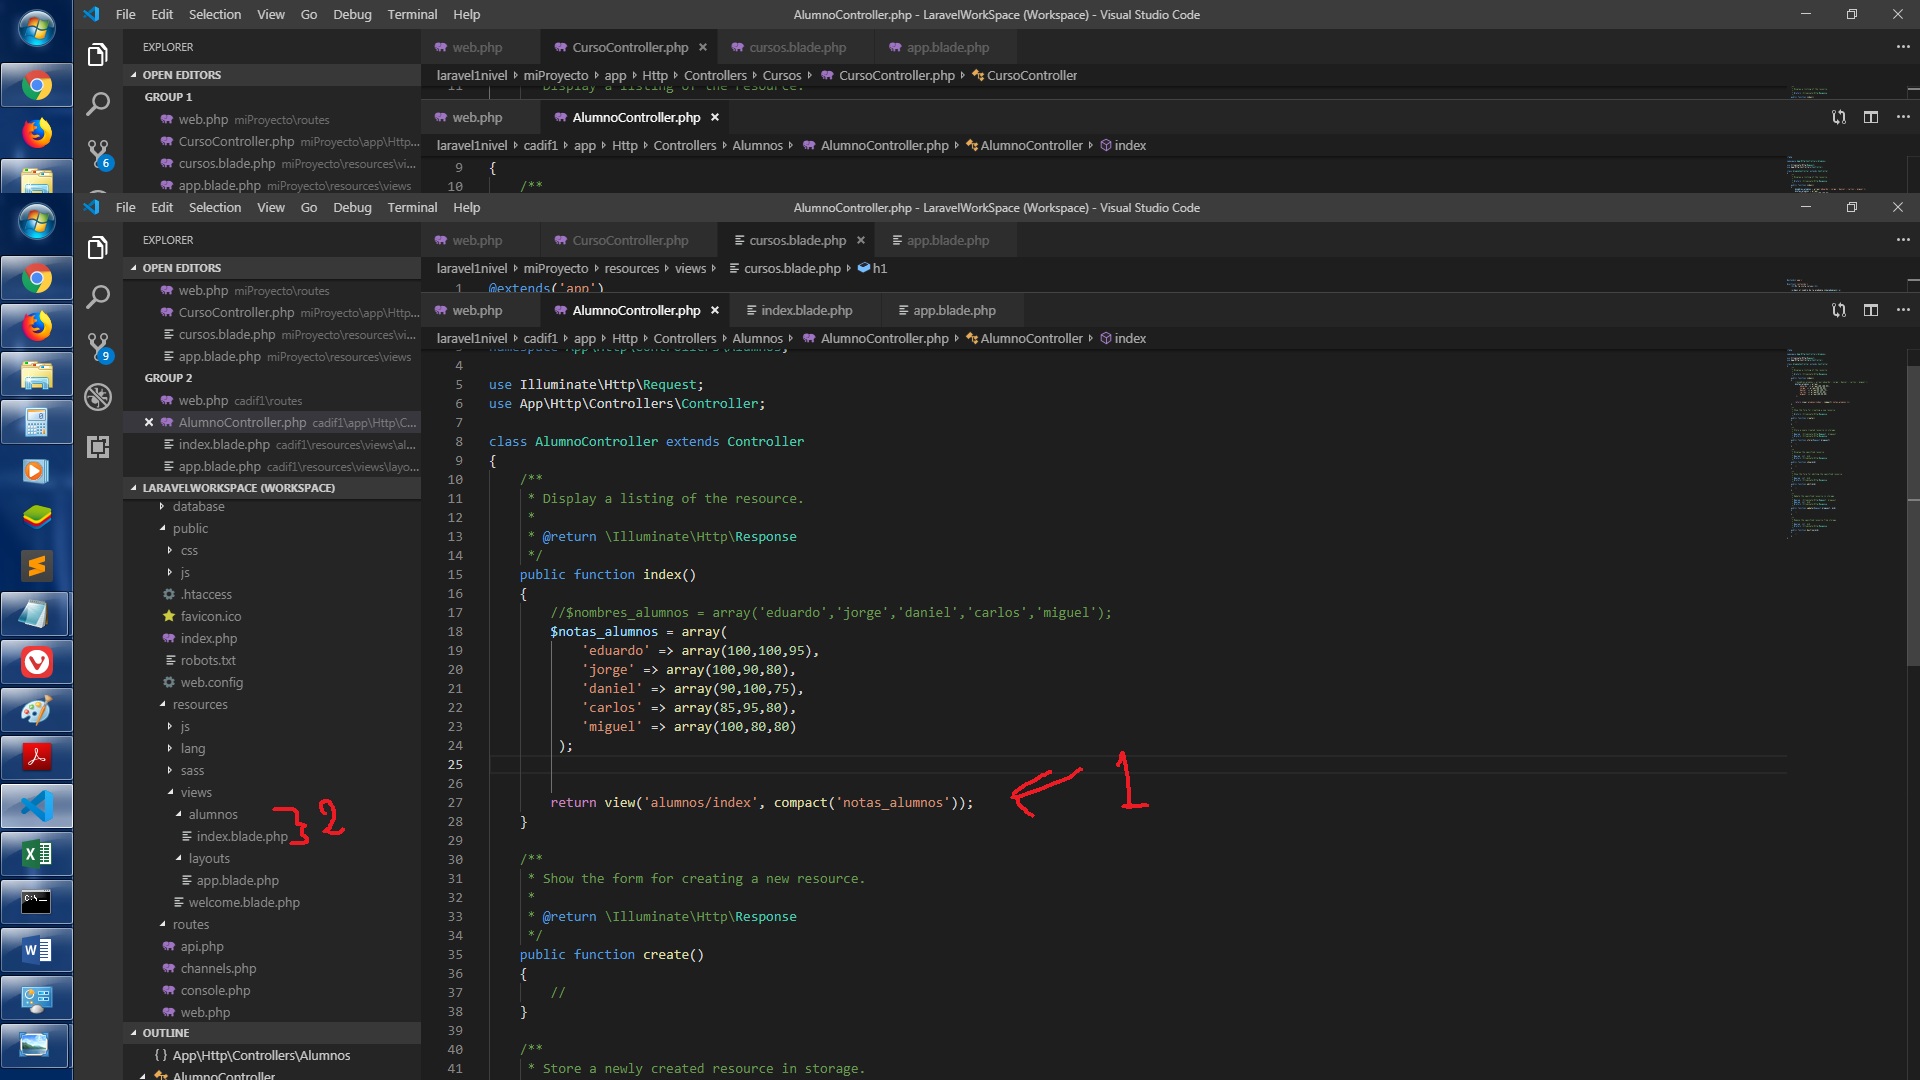 File Edit Selection View Go Debug Terminal Help AlumnoController.php - LaravelWorkSpace (Workspace) - Visual Studio Code
EXPLORER web.php CursoController.php cursos.blade.php app.blade.php
OPEN EDITORS laravel1nivel miProyecto app Http Controllers Cursos CursoController.php CursoController
11 Display a listing of the resource.
GROUP 1
web.php miProyecto\routes web.php AlumnoController.php
CursoController.php miProyecto\app\Http... laravel1nivel cadif1 app Http Controllers Alumnos AlumnoController.php AlumnoController index
6 cursos.blade.php miProyecto\resources\vi... 9 {
app.blade.php miProyecto\resources\views 10 /**
File Edit Selection View Go Debug Terminal Help AlumnoController.php - LaravelWorkSpace (Workspace) - Visual Studio Code
EXPLORER web.php CursoController.php cursos.blade.php app.blade.php
OPEN EDITORS laravel1nivel miProyecto resources views cursos.blade.php h1
web.php miProyecto\routes 1 @extends('app')
CursoController.php miProyecto\app\Http... web.php AlumnoController.php index.blade.php app.blade.php
cursos.blade.php miProyecto\resources\vi... laravel1nivel cadif1 app Http Controllers Alumnos AlumnoController.php AlumnoController index
9 app.blade.php miProyecto\resources\views
GROUP 2
web.php cadif1\routes
AlumnoController.php cadif1\app\Http\C...
index.blade.php cadif1\resources\views\al...
app.blade.php cadif1\resources\views\layo...
LARAVELWORKSPACE (WORKSPACE)
database
public
css
js
.htaccess
favicon.ico
index.php
robots.txt
web.config
resources
js
lang
sass
views
alumnos
index.blade.php
2
layouts
app.blade.php
welcome.blade.php
routes
api.php
channels.php
console.php
web.php
OUTLINE
{ } App\Http\Controllers\Alumnos
AlumnoController
3 namespace App\Http\Controllers\Alumnos;
4
5 use Illuminate\Http\Request;
6 use App\Http\Controllers\Controller;
7
8 class AlumnoController extends Controller
9 {
10 /**
11 * Display a listing of the resource.
12 *
13 * @return \Illuminate\Http\Response
14 */
15 public function index()
16 {
17 //$nombres_alumnos = array('eduardo','jorge','daniel','carlos','miguel');
18 $notas_alumnos = array(
19 'eduardo' => array(100,100,95),
20 'jorge' => array(100,90,80),
21 'daniel' => array(90,100,75),
22 'carlos' => array(85,95,80),
23 'miguel' => array(100,80,80)
24 );
25
26
27 return view('alumnos/index', compact('notas_alumnos')); 1
28 }
29
30 /**
31 * Show the form for creating a new resource.
32 *
33 * @return \Illuminate\Http\Response
34 */
35 public function create()
36 {
37 //
38 }
39
40 /**
41 * Store a newly created resource in storage.